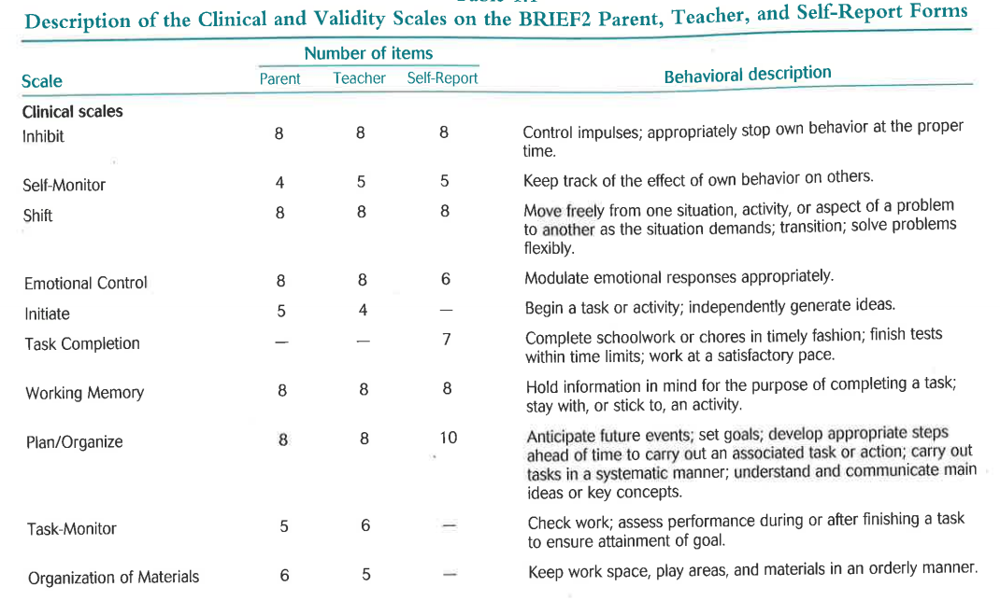 Description of the Clinical and Validity Scales on the BRIEF2 Parent, Teacher, and Self-Report Forms
Number of items
Scale Parent Teacher Self-Report Behavioral description
Clinical scales
Inhibit 8 8 8 Control impulses; appropriately stop own behavior at the proper
time.
Self-Monitor 4 5 5 Keep track of the effect of own behavior on others.
Shift 8 8 8 Move freely from one situation, activity, or aspect of a problem
to another as the situation demands; transition; solve problems
flexibly.
Emotional Control 8 8 6 Modulate emotional responses appropriately.
Initiate 5 4 — Begin a task or activity; independently generate ideas.
Task Completion — — 7 Complete schoolwork or chores in timely fashion; finish tests
within time limits; work at a satisfactory pace.
Working Memory 8 8 8 Hold information in mind for the purpose of completing a task;
stay with, or stick to, an activity.
Plan/Organize 8 8 10 Anticipate future events; set goals; develop appropriate steps
ahead of time to carry out an associated task or action; carry out
tasks in a systematic manner; understand and communicate main
ideas or key concepts.
Task-Monitor 5 6 — Check work; assess performance during or after finishing a task
to ensure attainment of goal.
Organization of Materials 6 5 — Keep work space, play areas, and materials in an orderly manner.